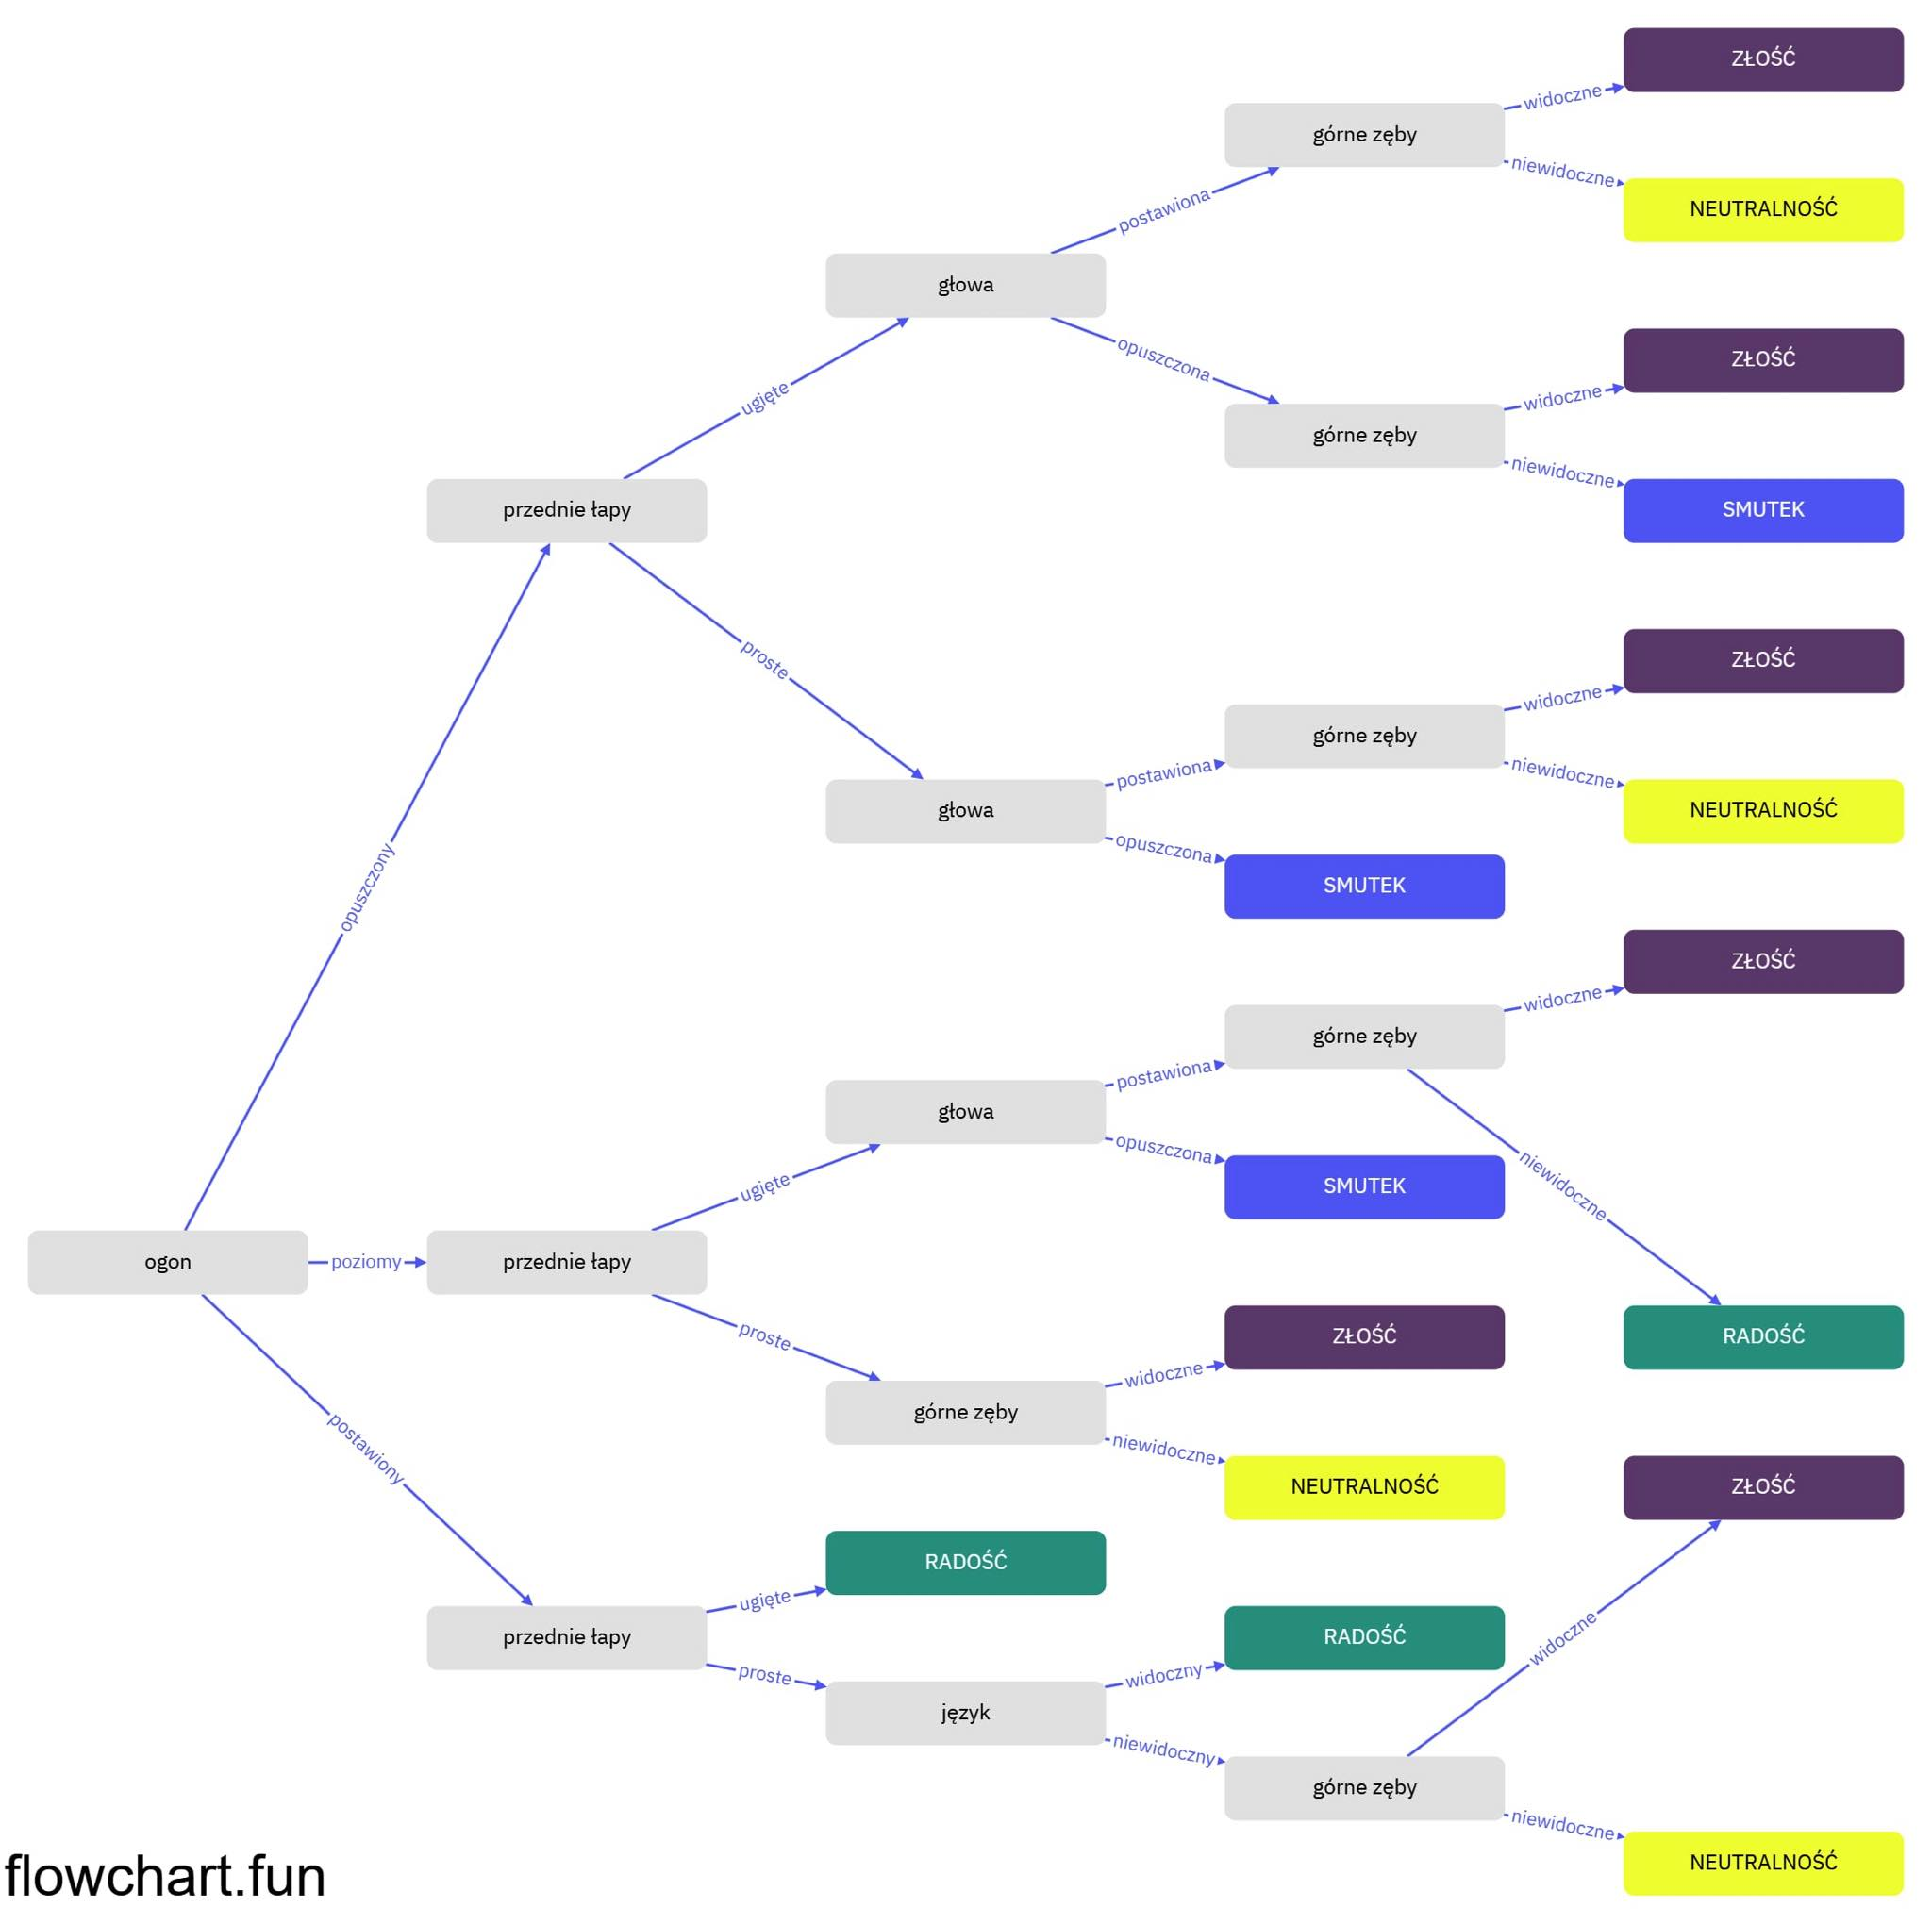 ZŁOŚĆ
widoczne
górne zęby
niewidoczne
NEUTRALNOŚĆ
postawiona
głowa
opuszczona
ZŁOŚĆ
widoczne
górne zęby
niewidoczne
SMUTEK
ugięte
przednie łapy
proste
ZŁOŚĆ
widoczne
górne zęby
niewidoczne
NEUTRALNOŚĆ
postawiona
głowa
opuszczona
SMUTEK
opuszczony
ZŁOŚĆ
widoczne
górne zęby
niewidoczne
postawiona
głowa
opuszczona
SMUTEK
ugięte
ogon
poziomy
przednie łapy
proste
ZŁOŚĆ
RADOŚĆ
widoczne
górne zęby
niewidoczne
NEUTRALNOŚĆ
postawiony
ZŁOŚĆ
RADOŚĆ
ugięte
przednie łapy
proste
RADOŚĆ
widoczny
język
niewidoczny
widoczne
górne zęby
niewidoczne
NEUTRALNOŚĆ
flowchart.fun